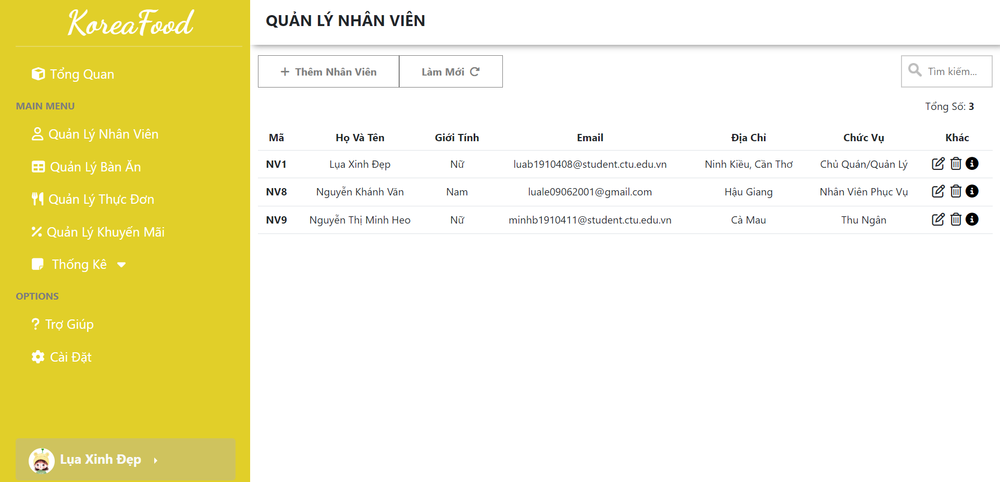 KoreaFood
Tổng Quan
MAIN MENU
Quản Lý Nhân Viên
Quản Lý Bàn Ăn
Quản Lý Thực Đơn
Quản Lý Khuyến Mãi
Thống Kê
OPTIONS
Trợ Giúp
Cài Đặt
Lụa Xinh Đẹp
QUẢN LÝ NHÂN VIÊN
Thêm Nhân Viên Làm Mới Tìm kiếm...
Tổng Số: 3
Mã Họ Và Tên Giới Tính Email Địa Chỉ Chức Vụ Khác
NV1 Lụa Xinh Đẹp Nữ luab1910408@student.ctu.edu.vn Ninh Kiều, Cần Thơ Chủ Quán/Quản Lý
NV8 Nguyễn Khánh Văn Nam luale09062001@gmail.com Hậu Giang Nhân Viên Phục Vụ
NV9 Nguyễn Thị Minh Heo Nữ minhb1910411@student.ctu.edu.vn Cà Mau Thu Ngân